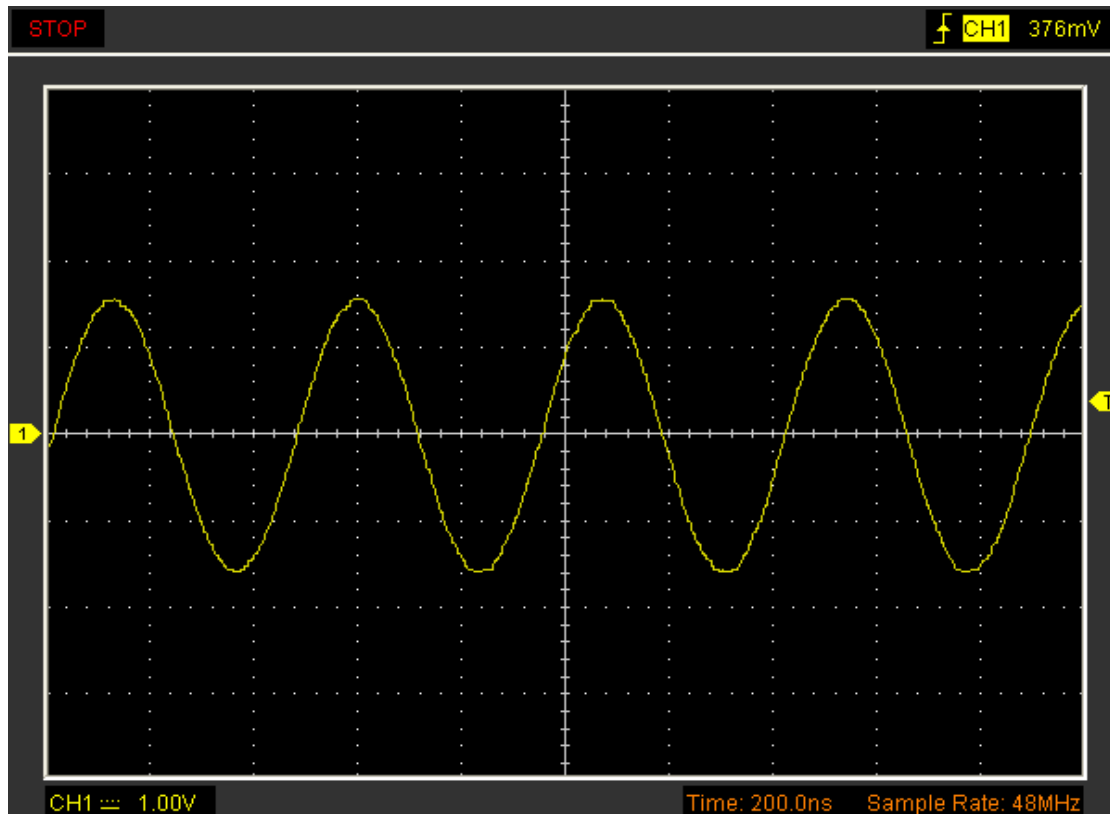 STOP
CH1 376mV
1
T
CH1 1.00V
Time: 200.0ns Sample Rate: 48MHz